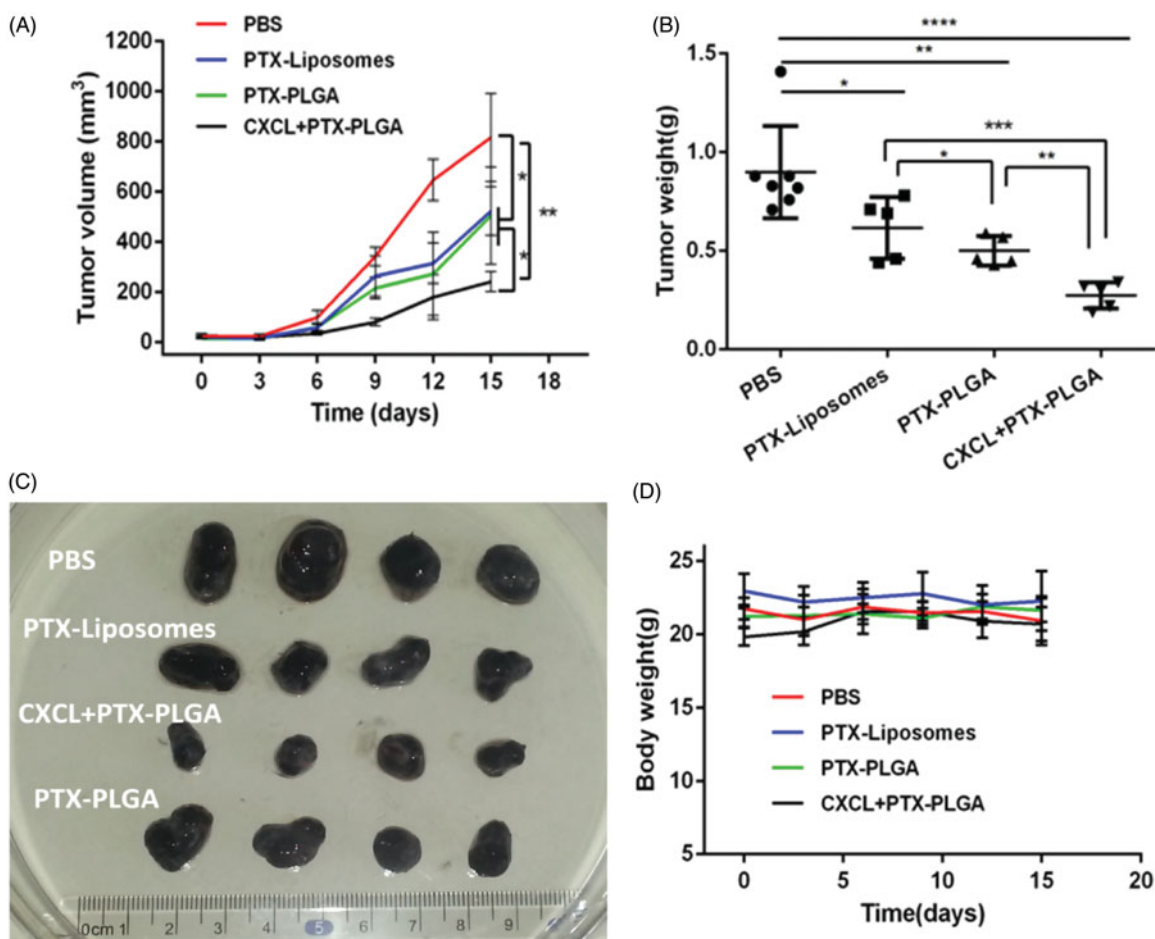 (A)
Tumor volume (mm³)
1200
1000
800
600
400
200
0
0 3 6 9 12 15 18
Time (days)
PBS
PTX-Liposomes
PTX-PLGA
CXCL+PTX-PLGA
*
**
*
(B)
Tumor weight(g)
1.5
1.0
0.5
0.0
****
**
*
***
*
**
PBS
PTX-Liposomes
PTX-PLGA
CXCL+PTX-PLGA
(C)
PBS
PTX-Liposomes
CXCL+PTX-PLGA
PTX-PLGA
0cm 1 2 3 4 5 6 7 8 9
(D)
Body weight(g)
25
20
15
10
5
PBS
PTX-Liposomes
PTX-PLGA
CXCL+PTX-PLGA
0 5 10 15 20
Time(days)